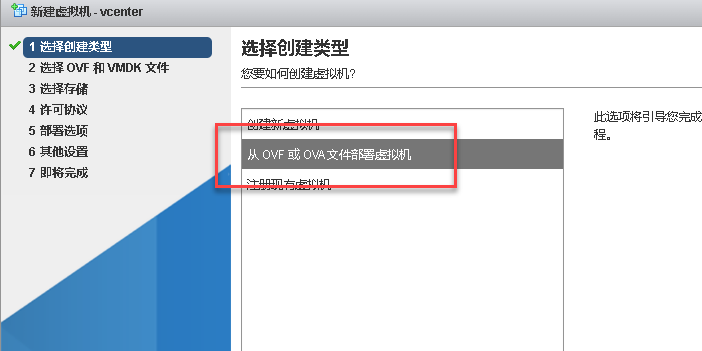 新建虚拟机 - vcenter
1 选择创建类型
2 选择 OVF 和 VMDK 文件
3 选择存储
4 许可协议
5 部署选项
6 其他设置
7 即将完成
选择创建类型
您要如何创建虚拟机?
创建新虚拟机
从 OVF 或 OVA 文件部署虚拟机
注册现有虚拟机
此选项将引导您完成
程。